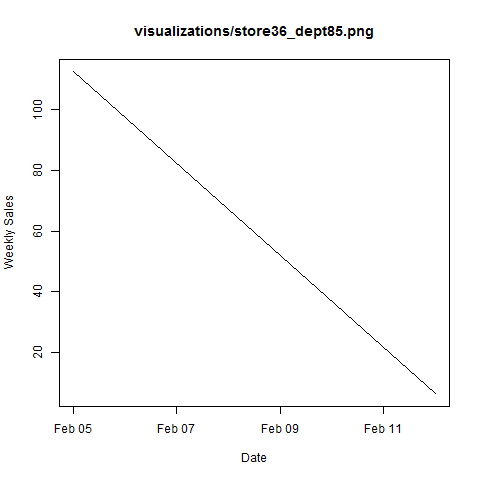 visualizations/store36_dept85.png
Weekly Sales
100
80
60
40
20
Feb 05
Feb 07
Feb 09
Feb 11
Date